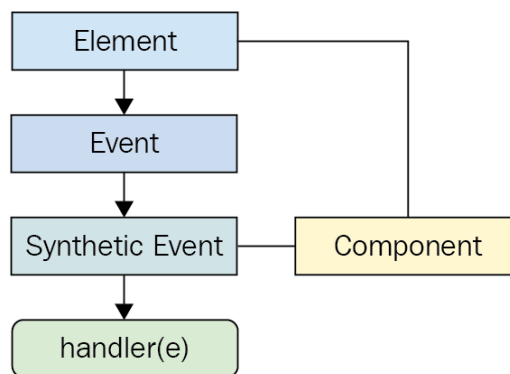 Element
Event
Synthetic Event
Component
handler(e)